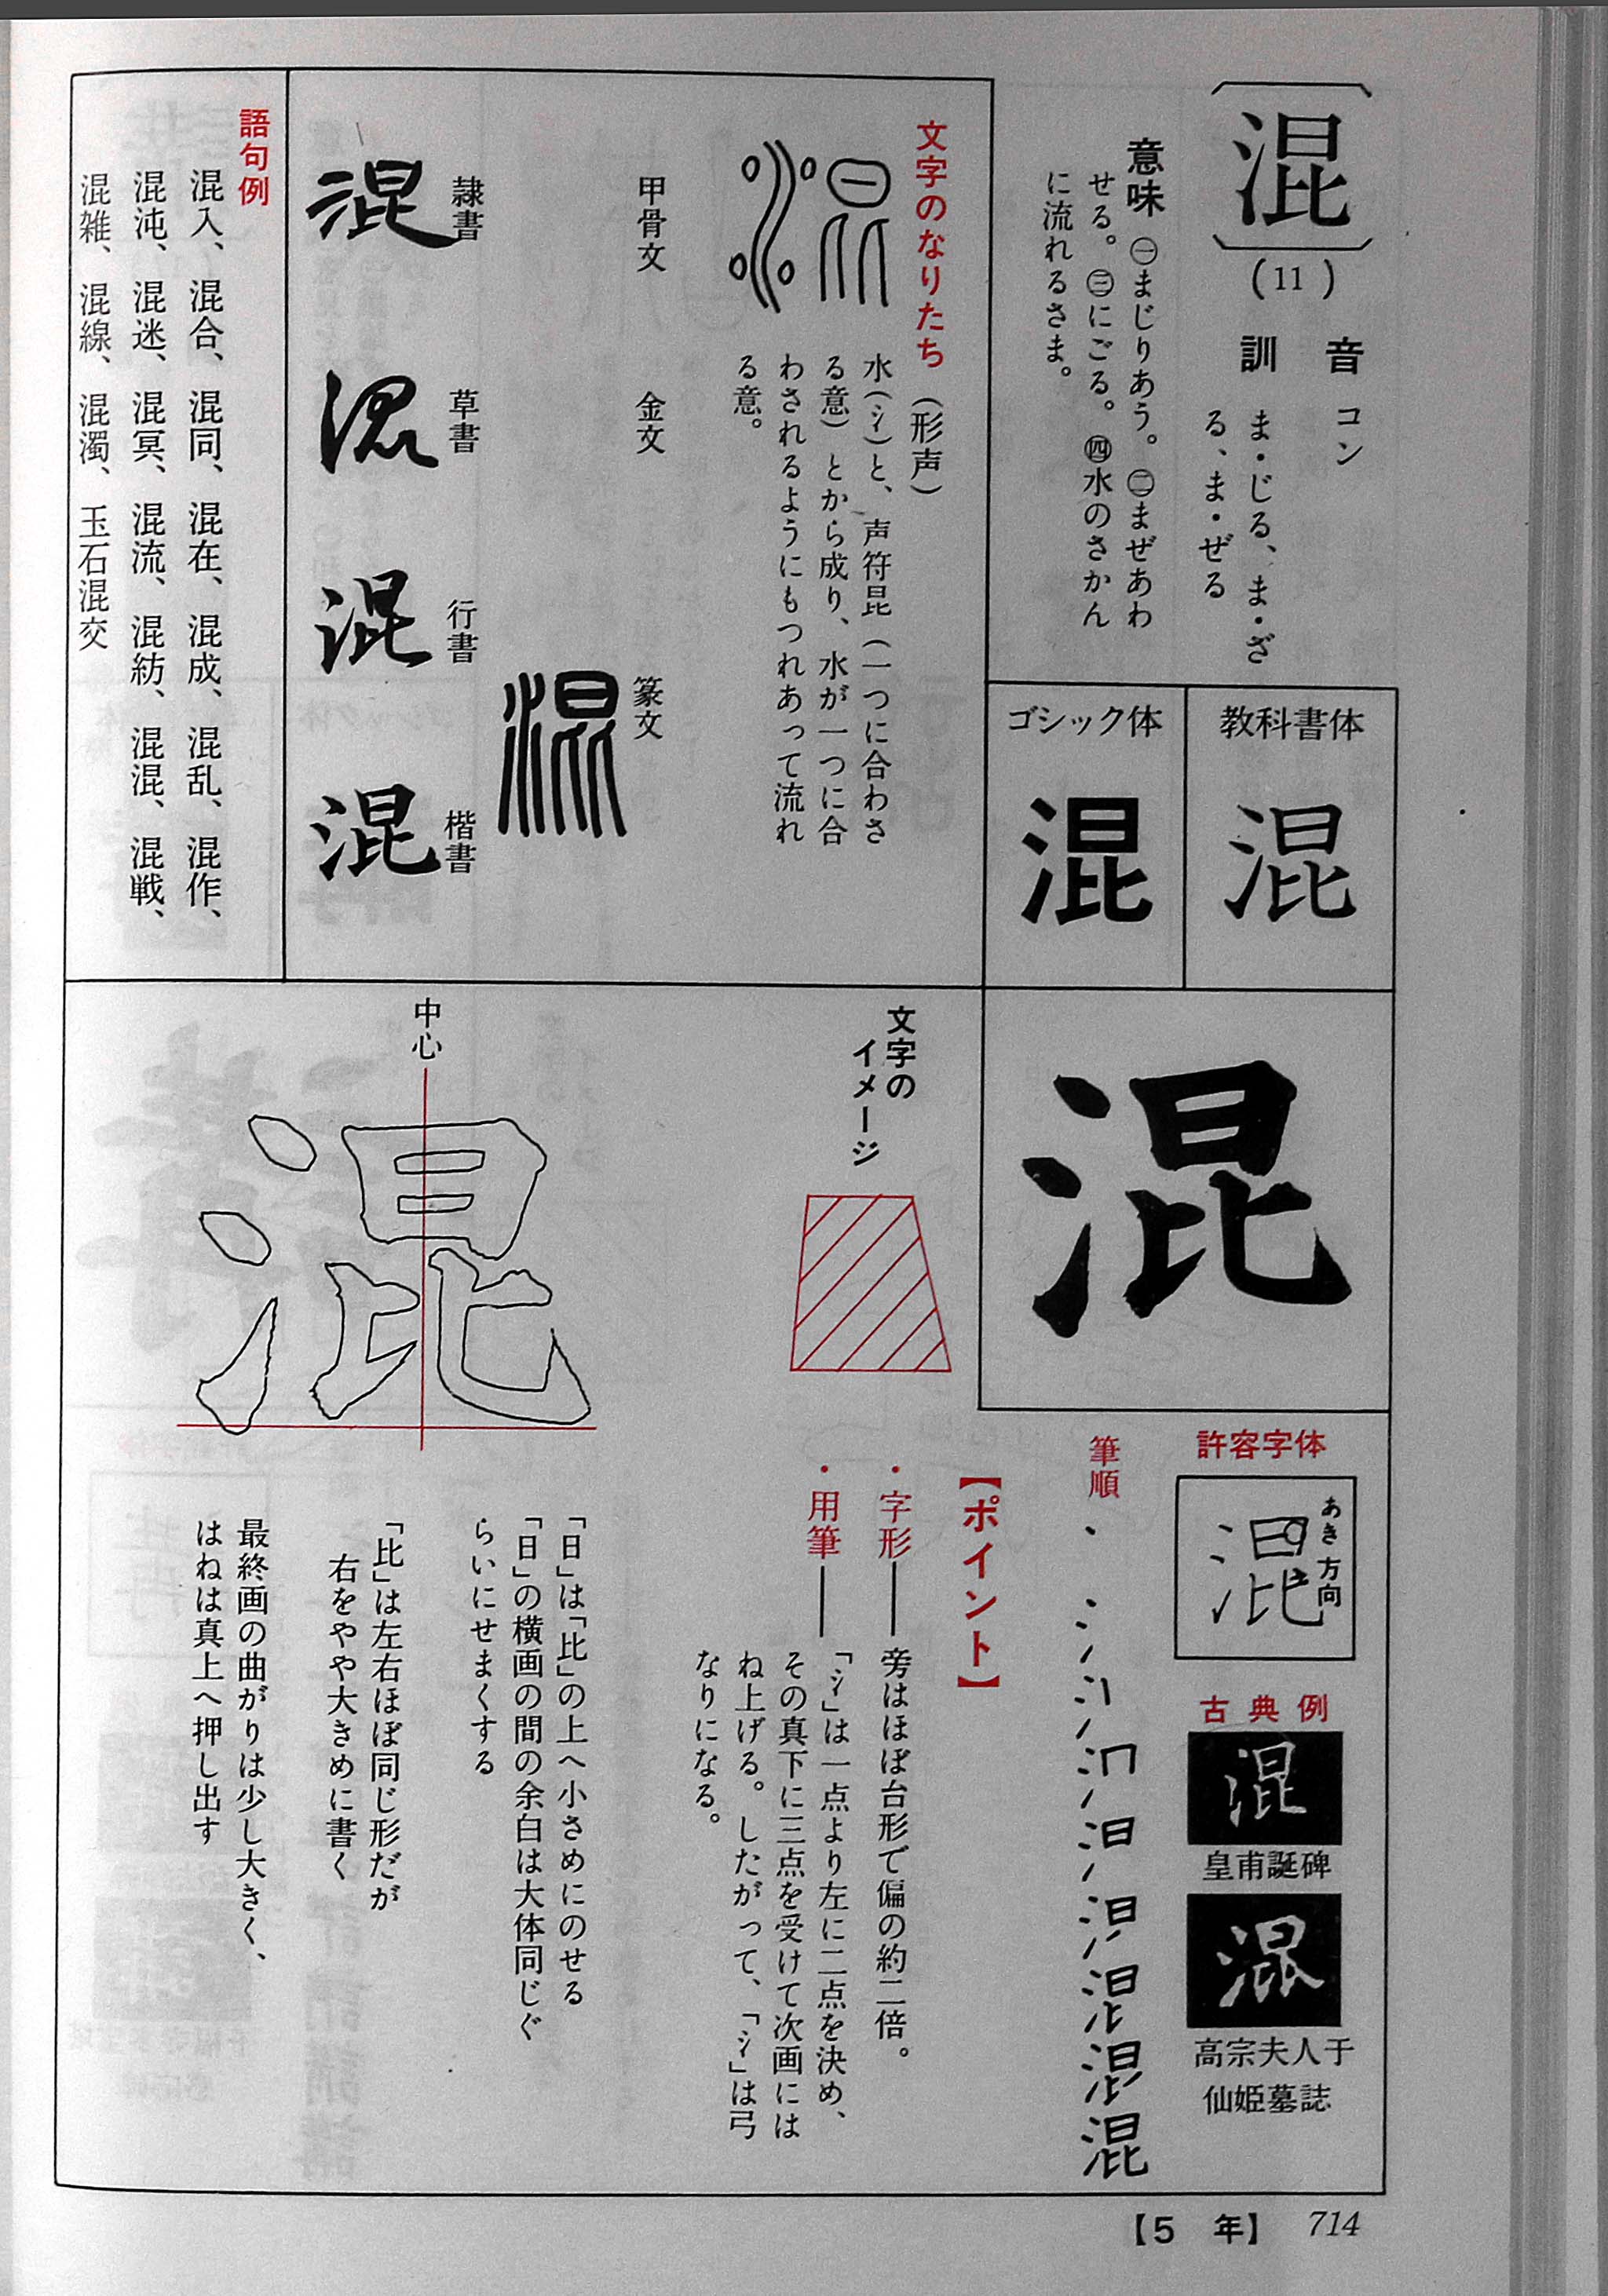 混
(11)
音 コン
訓 ま・じる、ま・ざ
る、ま・ぜる
意味 ㊀まじりあう。㊁まぜあわ
せる。㊂にごる。㊃水のさかん
に流れるさま。
教科書体
混
ゴシック体
混
文字のなりたち（形声）
水（氵）と、声符昆（一つに合わさ
る意）とから成り、水が一つに合
わされるようにもつれあって流れ
る意。
甲骨文
金文
篆文
混
隷書
混
草書
混
行書
混
楷書
混
語句例
混入、混合、混同、混在、混成、混乱、混作、
混沌、混迷、混冥、混流、混紡、混混、混戦、
混雑、混線、混濁、玉石混交
混
文字の
イメージ
中心
混
許容字体
あき 方向
混
古典例
混
皇甫誕碑
混
高宗夫人于
仙姫墓誌
筆順
混
【ポイント】
・字形── 旁はほぼ台形で偏の約二倍。
・用筆── 「氵」は一点より左に二点を決め、
その真下に三点を受けて次画には
ね上げる。したがって、「氵」は弓
なりになる。
「日」は「比」の上へ小さめにのせる
「日」の横画の間の余白は大体同じぐ
らいにせまくする
「比」は左右ほぼ同じ形だが
右をやや大きめに書く
最終画の曲がりは少し大きく、
はねは真上へ押し出す
【5 年】 714